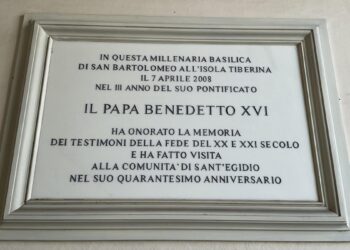 IN QUESTA MILLENARIA BASILICA
DI SAN BARTOLOMEO ALL'ISOLA TIBERINA
IL 7 APRILE 2008
NEL III ANNO DEL SUO PONTIFICATO
IL PAPA BENEDETTO XVI
HA ONORATO LA MEMORIA
DEI TESTIMONI DELLA FEDE DEL XX E XXI SECOLO
E HA FATTO VISITA
ALLA COMUNITA' DI SANT'EGIDIO
NEL SUO QUARANTESIMO ANNIVERSARIO